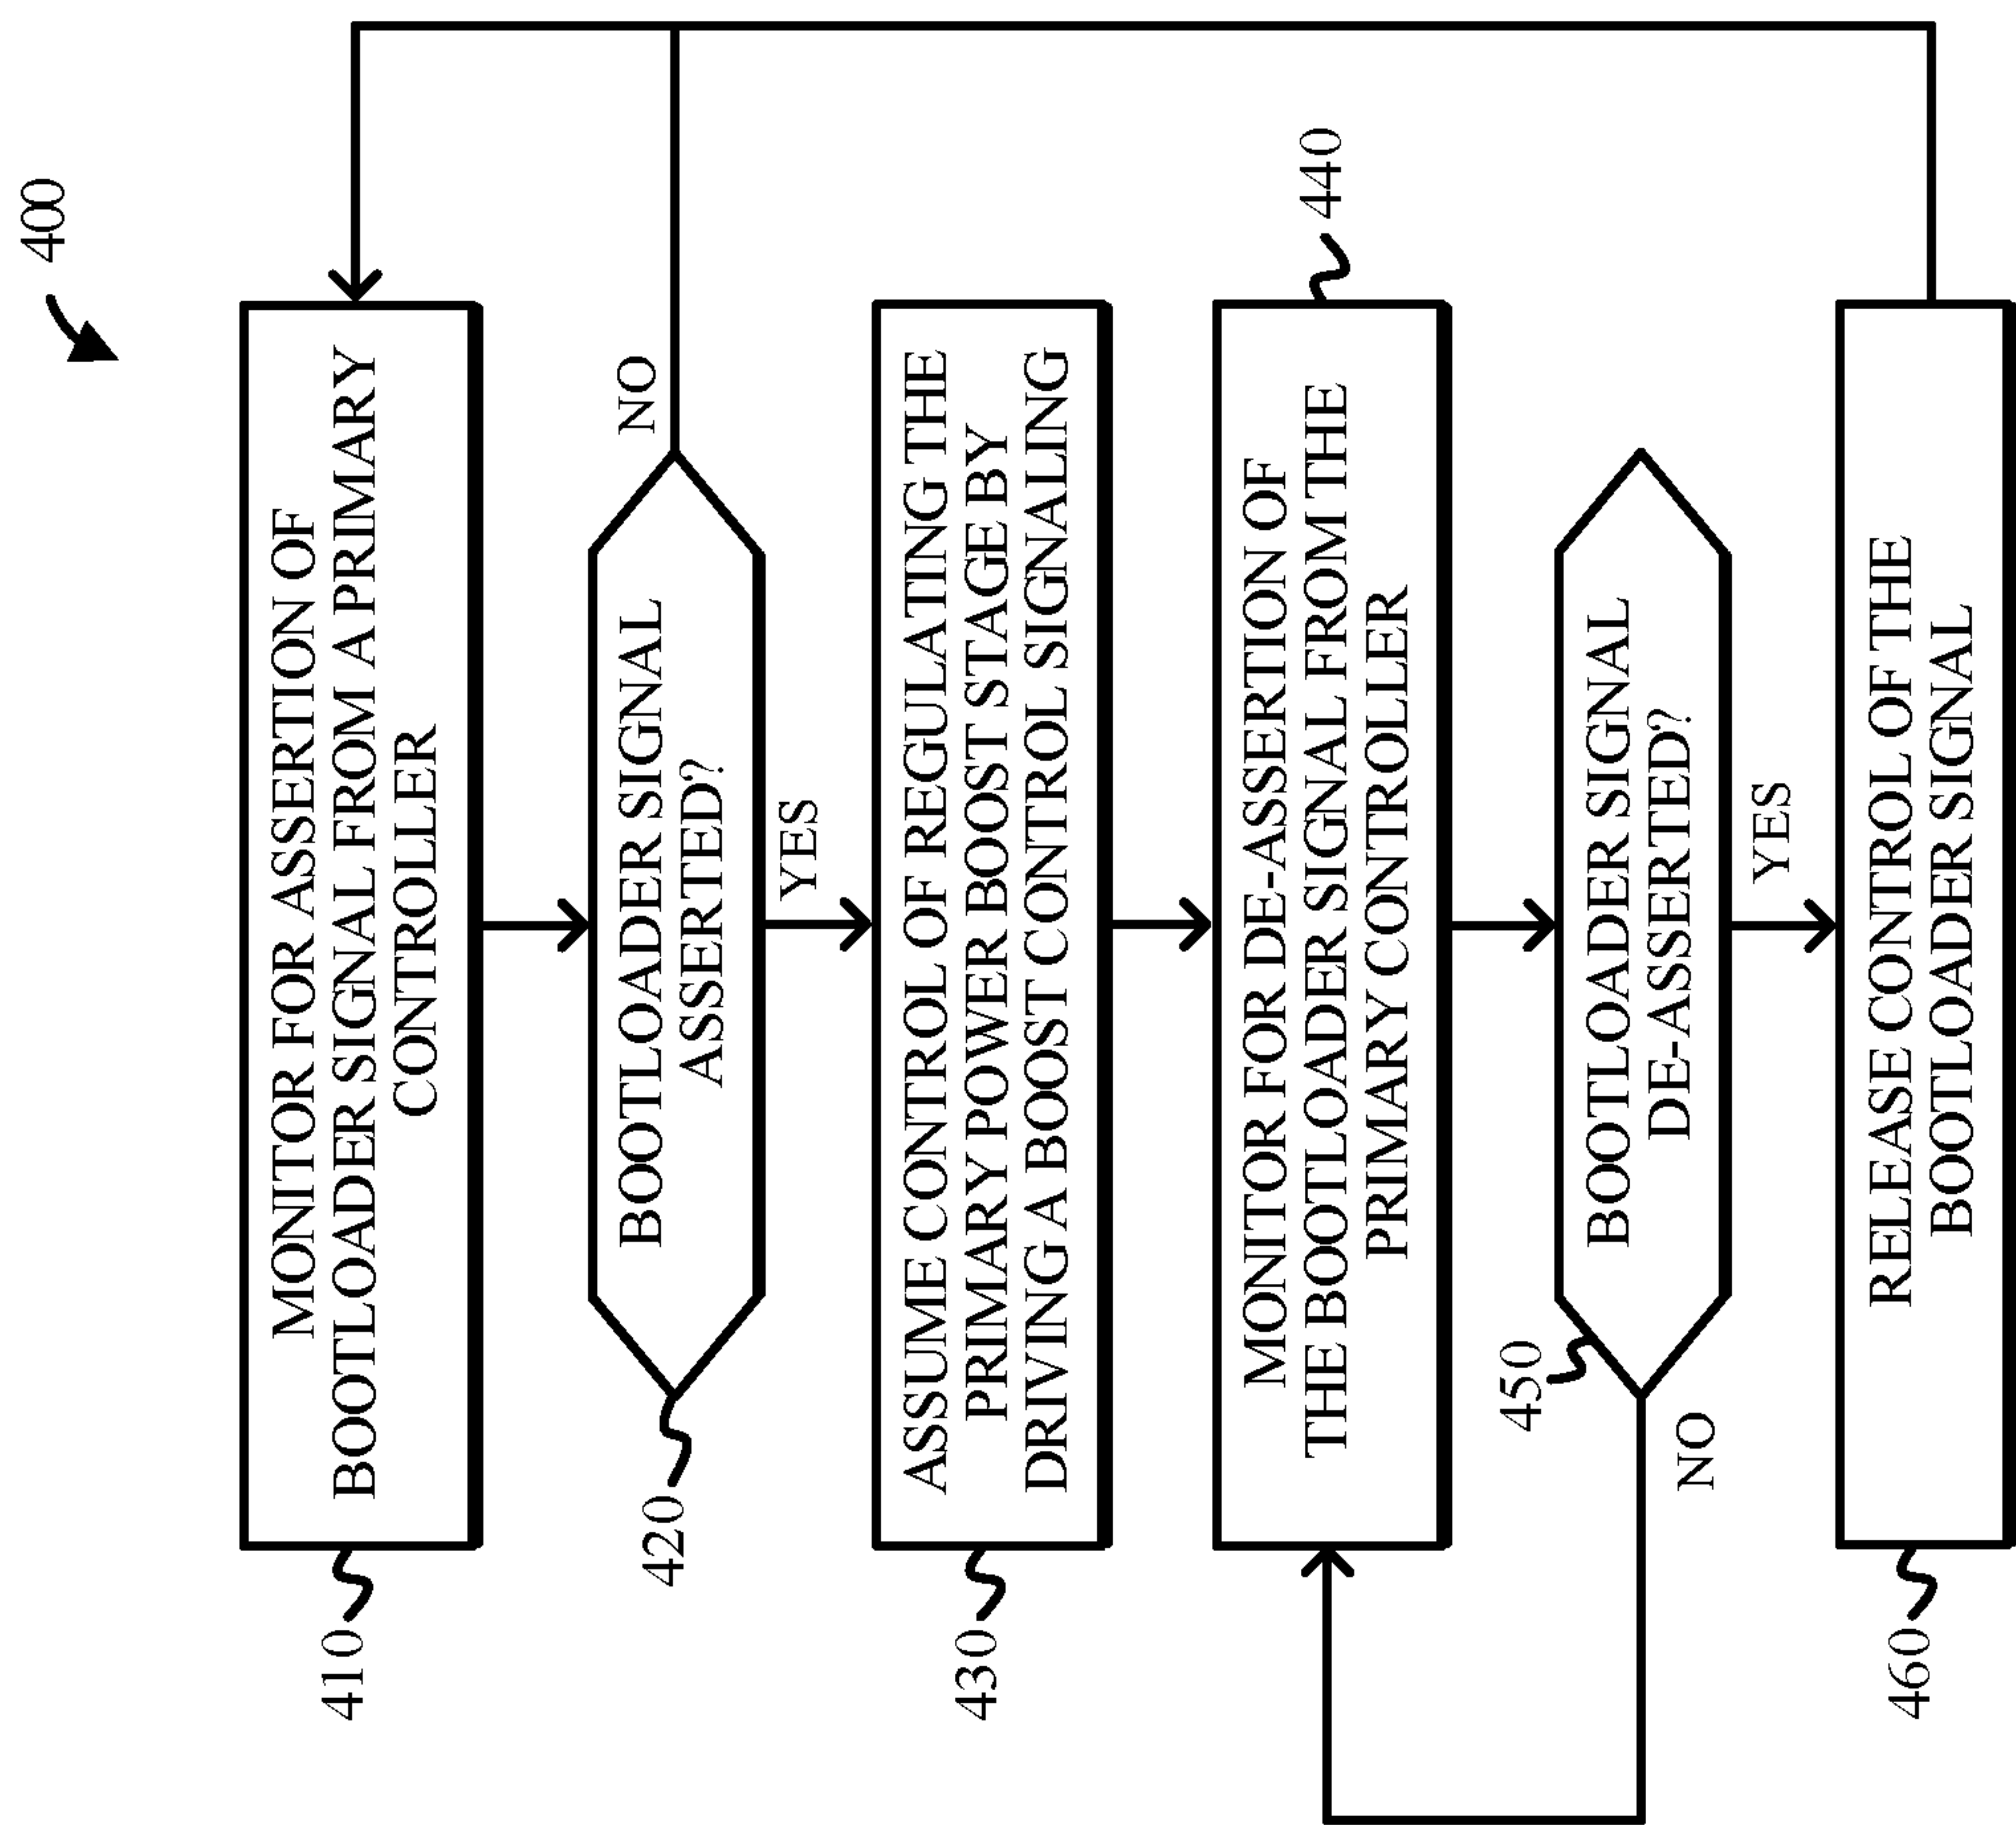 400
410
MONITOR FOR ASSERTION OF
BOOTLOADER SIGNAL FROM A PRIMARY
CONTROLLER
420
BOOTLOADER SIGNAL
ASSERTED?
NO
YES
430
ASSUME CONTROL OF REGULATING THE
PRIMARY POWER BOOST STAGE BY
DRIVING A BOOST CONTROL SIGNALING
440
MONITOR FOR DE-ASSERTION OF
THE BOOTLOADER SIGNAL FROM THE
PRIMARY CONTROLLER
450
BOOTLOADER SIGNAL
DE-ASSERTED?
NO
YES
460
RELEASE CONTROL OF THE
BOOTLOADER SIGNAL